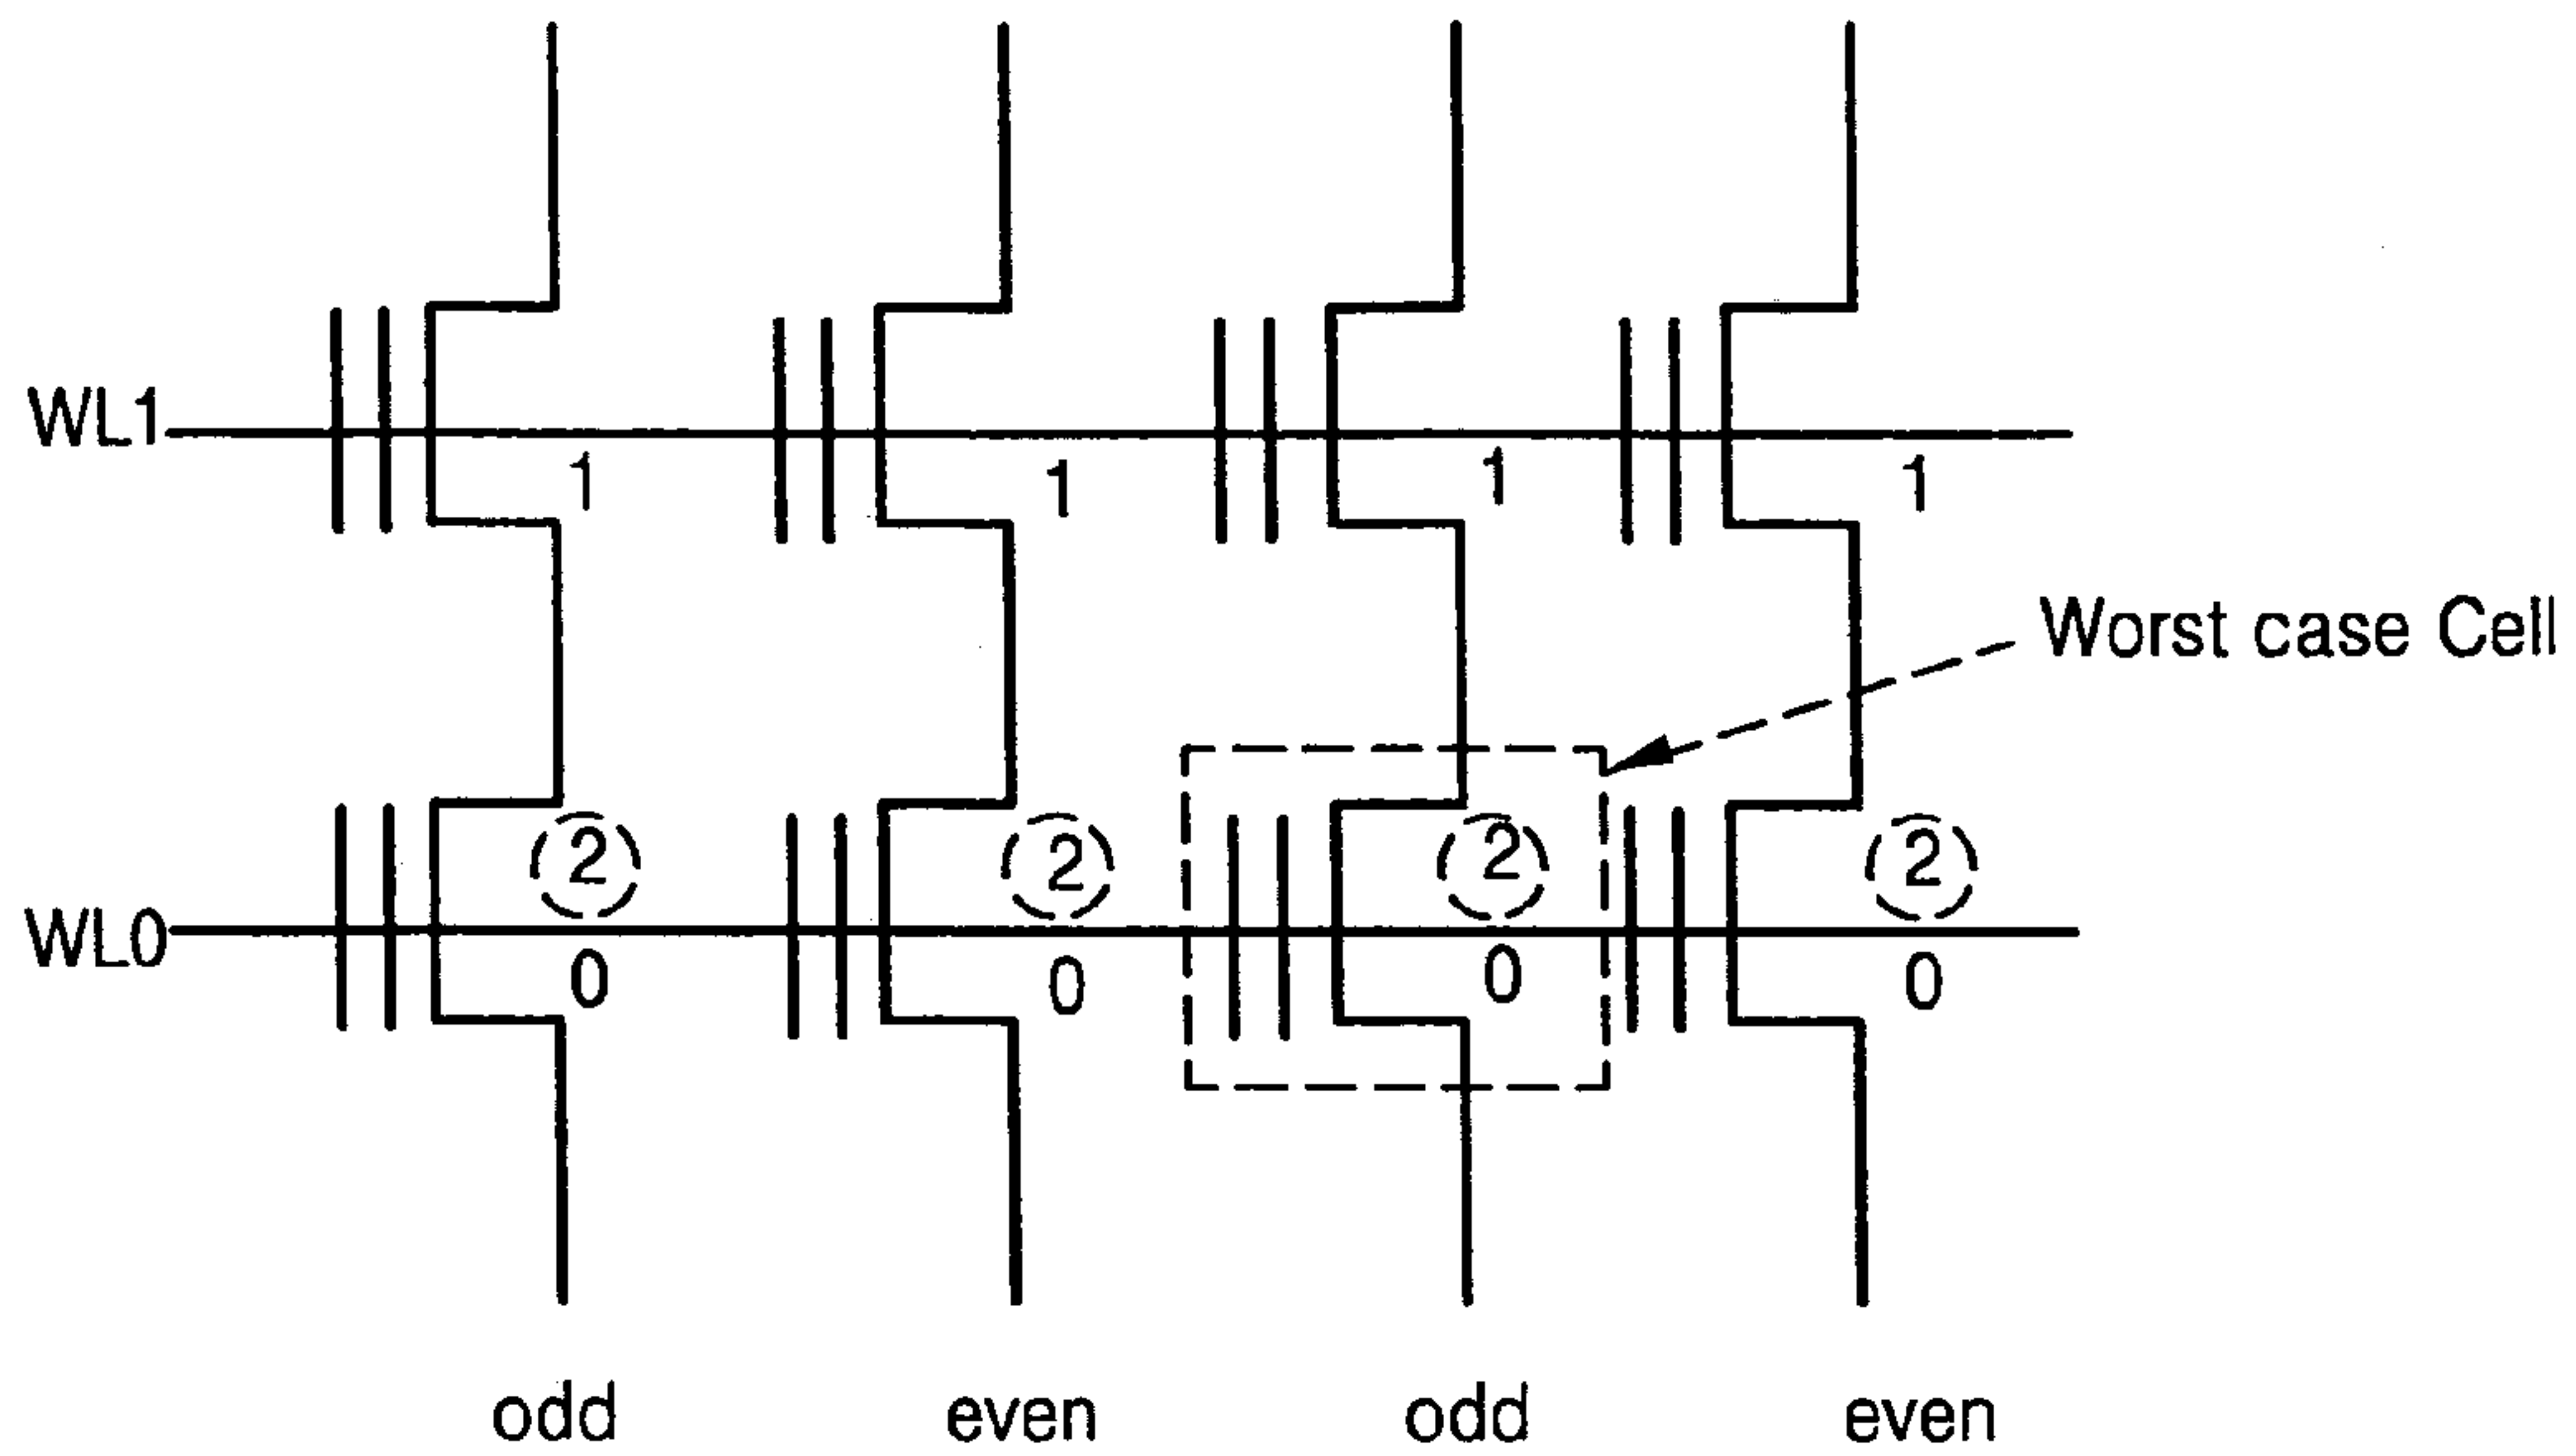 WL1
1 1 1 1
Worst case Cell
2 2 2 2
WL0
0 0 0 0
odd even odd even